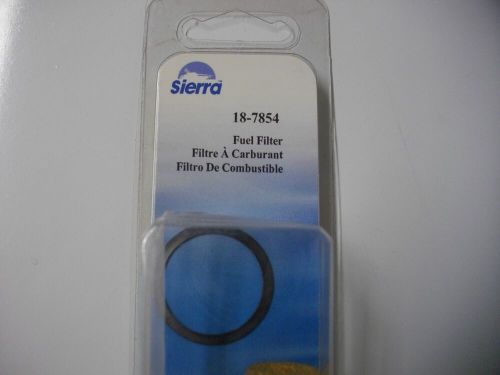 Sierra
18-7854
Fuel Filter
Filtre À Carburant
Filtro De Combustible